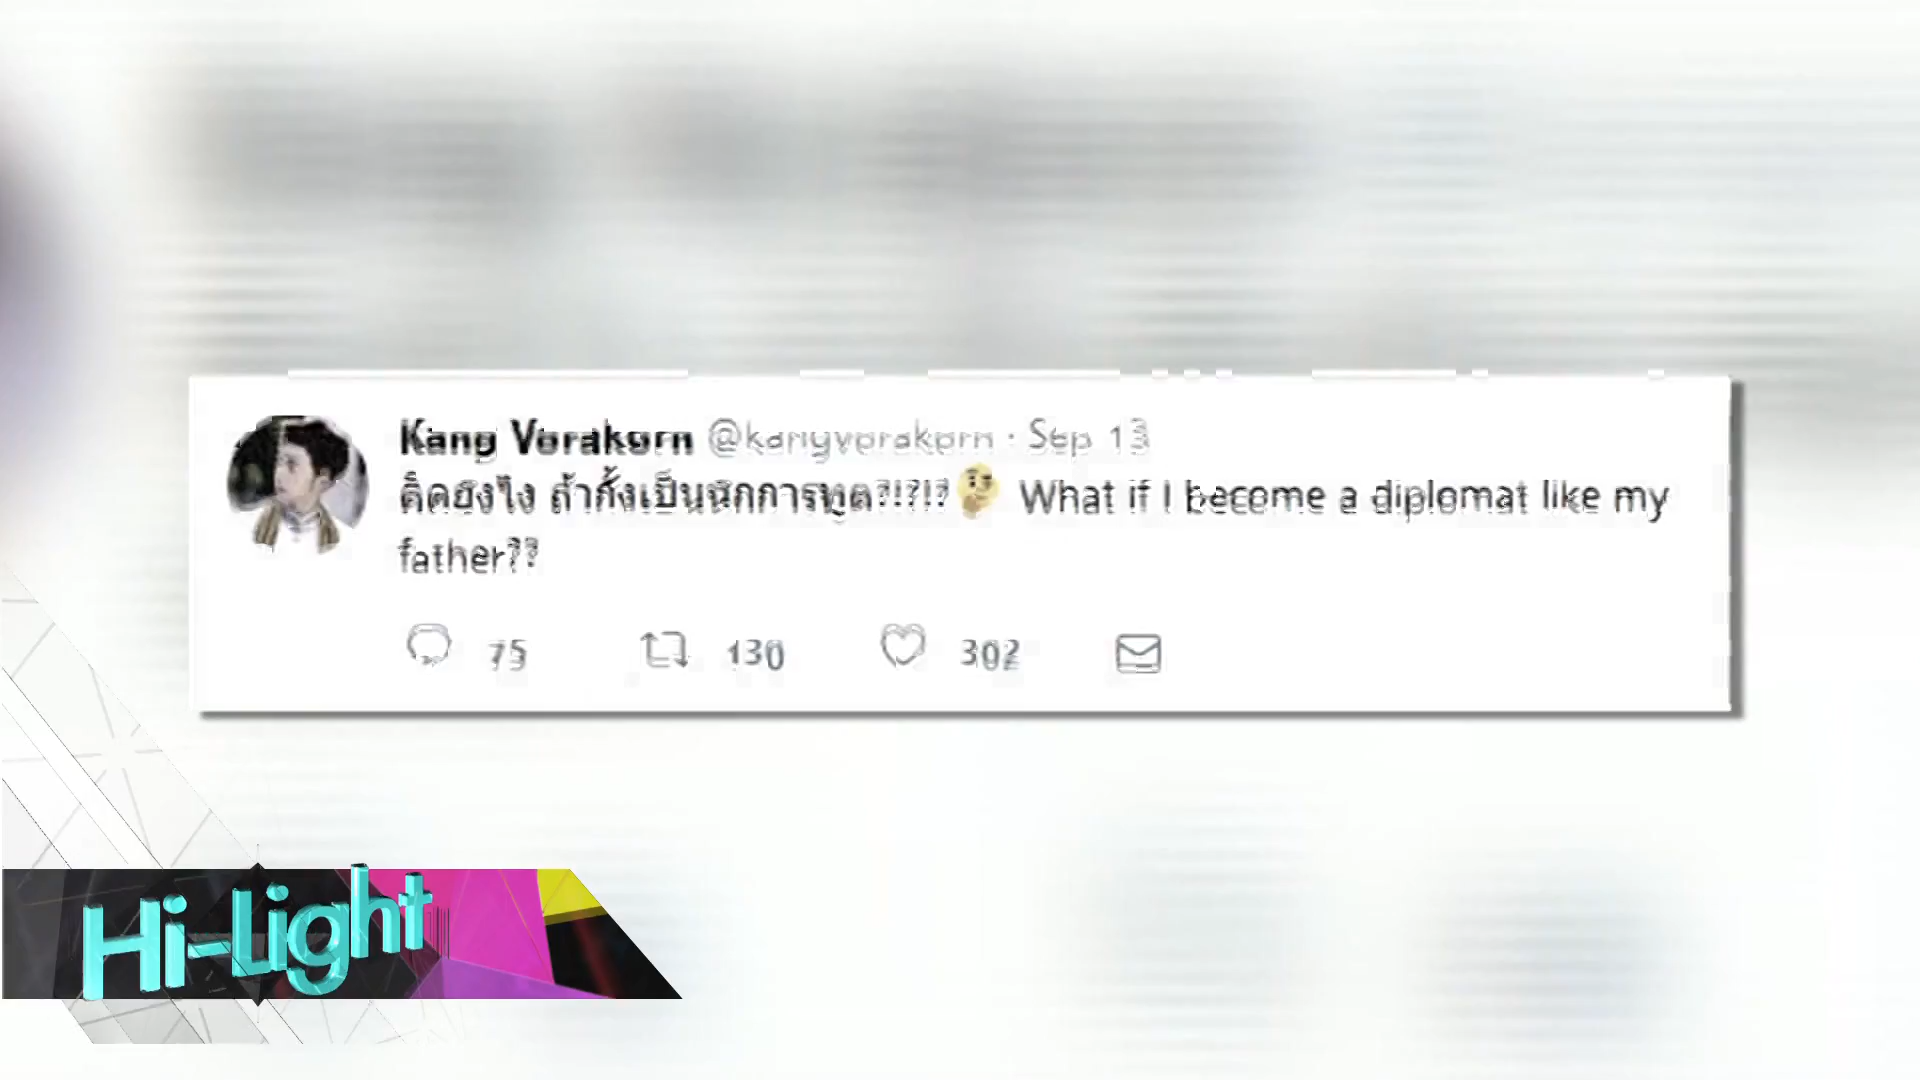 Kang Vorakorn @kangvorakorn · Sep 13
คิดยังไง ถ้ากั้งเป็นนักการทูต?!?!?🤔 What if I become a diplomat like my
father??
75 130 302
Hi-Light